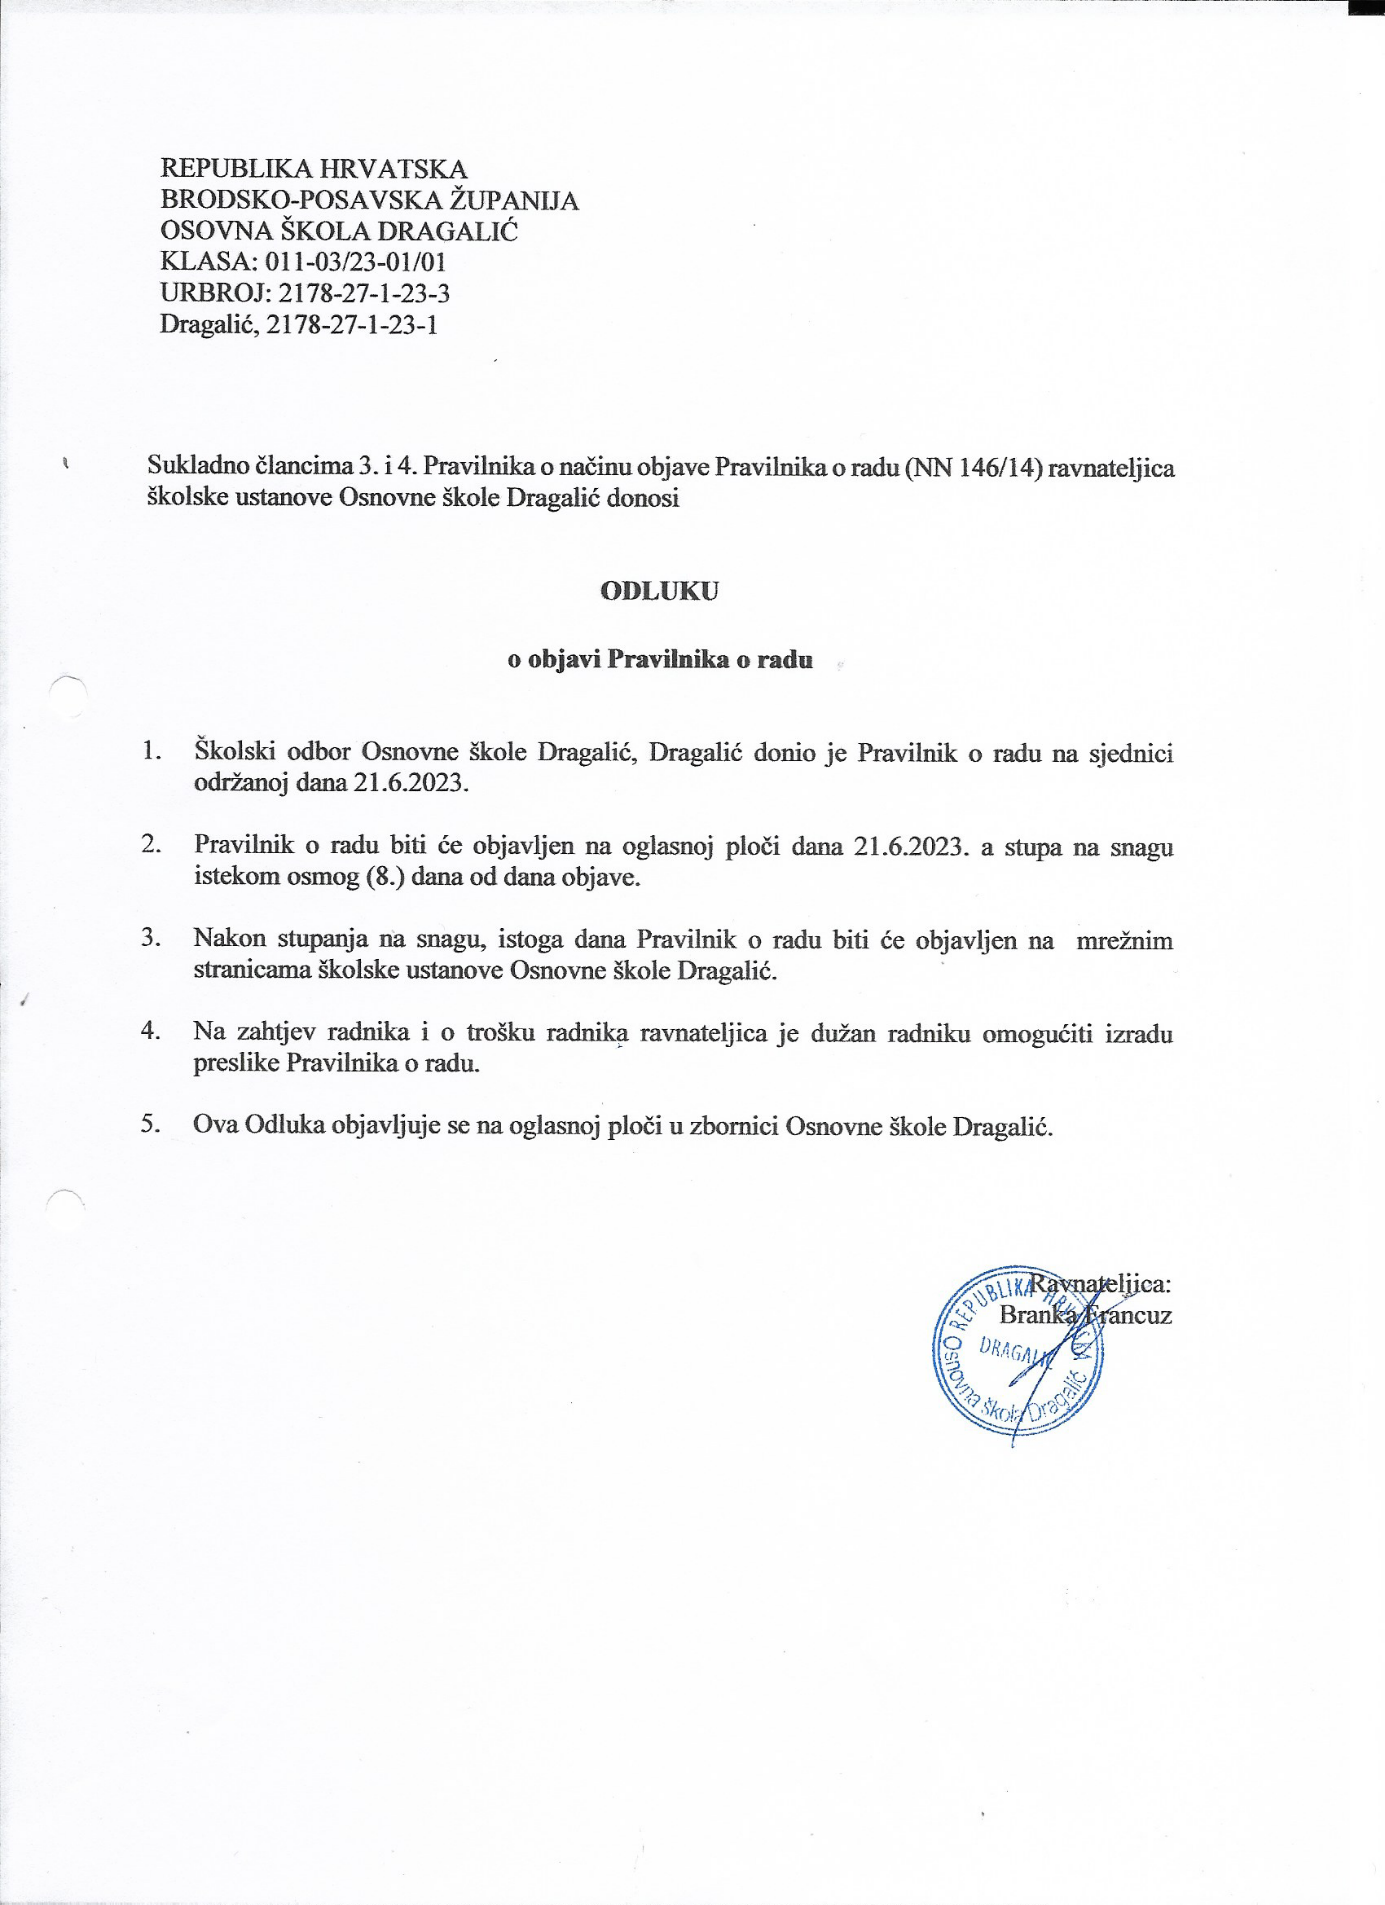 REPUBLIKA HRVATSKA
BRODSKO-POSAVSKA ŽUPANIJA
OSOVNA ŠKOLA DRAGALIĆ
KLASA: 011-03/23-01/01
URBROJ: 2178-27-1-23-3
Dragalić, 2178-27-1-23-1
Sukladno člancima 3. i 4. Pravilnika o načinu objave Pravilnika o radu (NN 146/14) ravnateljica
školske ustanove Osnovne škole Dragalić donosi
ODLUKU
o objavi Pravilnika o radu
1. Školski odbor Osnovne škole Dragalić, Dragalić donio je Pravilnik o radu na sjednici
održanoj dana 21.6.2023.
2. Pravilnik o radu biti će objavljen na oglasnoj ploči dana 21.6.2023. a stupa na snagu
istekom osmog (8.) dana od dana objave.
3. Nakon stupanja na snagu, istoga dana Pravilnik o radu biti će objavljen na mrežnim
stranicama školske ustanove Osnovne škole Dragalić.
4. Na zahtjev radnika i o trošku radnika ravnateljica je dužan radniku omogućiti izradu
preslike Pravilnika o radu.
5. Ova Odluka objavljuje se na oglasnoj ploči u zbornici Osnovne škole Dragalić.
Ravnateljica:
Branka Francuz
REPUBLIKA HRVATSKA
DRAGALIĆ
Osnovna škola Dragalić